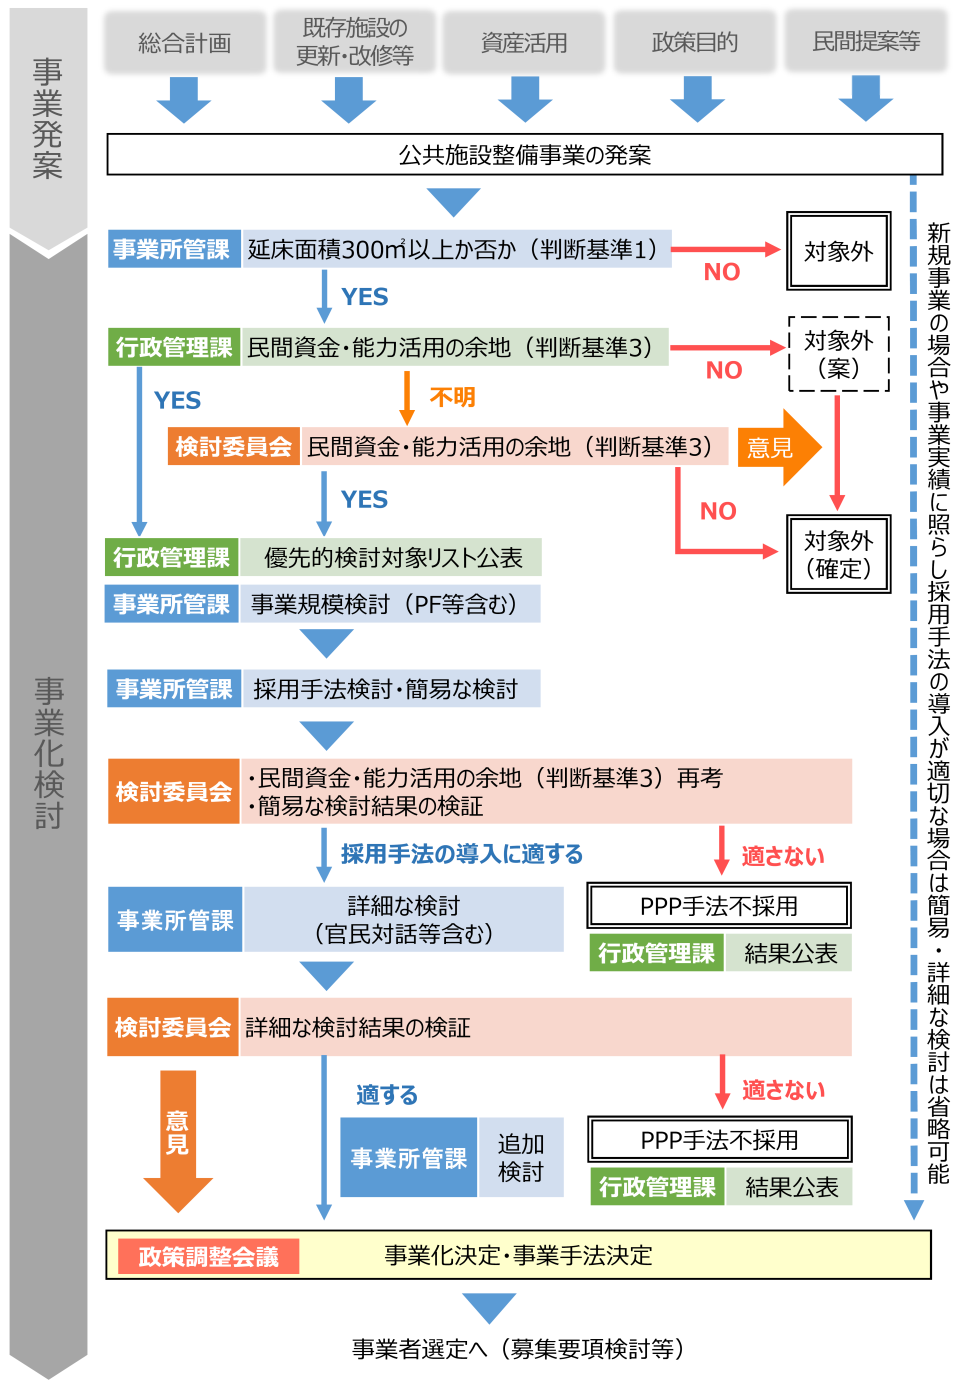 事業発案
総合計画
既存施設の
更新・改修等
資産活用
政策目的
民間提案等
公共施設整備事業の発案
事業所管課
延床面積300㎡以上か否か（判断基準1）
NO
対象外
YES
行政管理課
民間資金・能力活用の余地（判断基準3）
NO
対象外
（案）
YES
不明
検討委員会
民間資金・能力活用の余地（判断基準3）
意見
YES
NO
対象外
（確定）
行政管理課
優先的検討対象リスト公表
事業所管課
事業規模検討（PF等含む）
事業化検討
事業所管課
採用手法検討・簡易な検討
検討委員会
・民間資金・能力活用の余地（判断基準3）再考
・簡易な検討結果の検証
採用手法の導入に適する
適さない
事業所管課
詳細な検討
（官民対話等含む）
PPP手法不採用
行政管理課
結果公表
検討委員会
詳細な検討結果の検証
意見
適する
適さない
事業所管課
追加
検討
PPP手法不採用
行政管理課
結果公表
新規事業の場合や事業実績に照らし採用手法の導入が適切な場合は簡易・詳細な検討は省略可能
政策調整会議
事業化決定・事業手法決定
事業者選定へ（募集要項検討等）